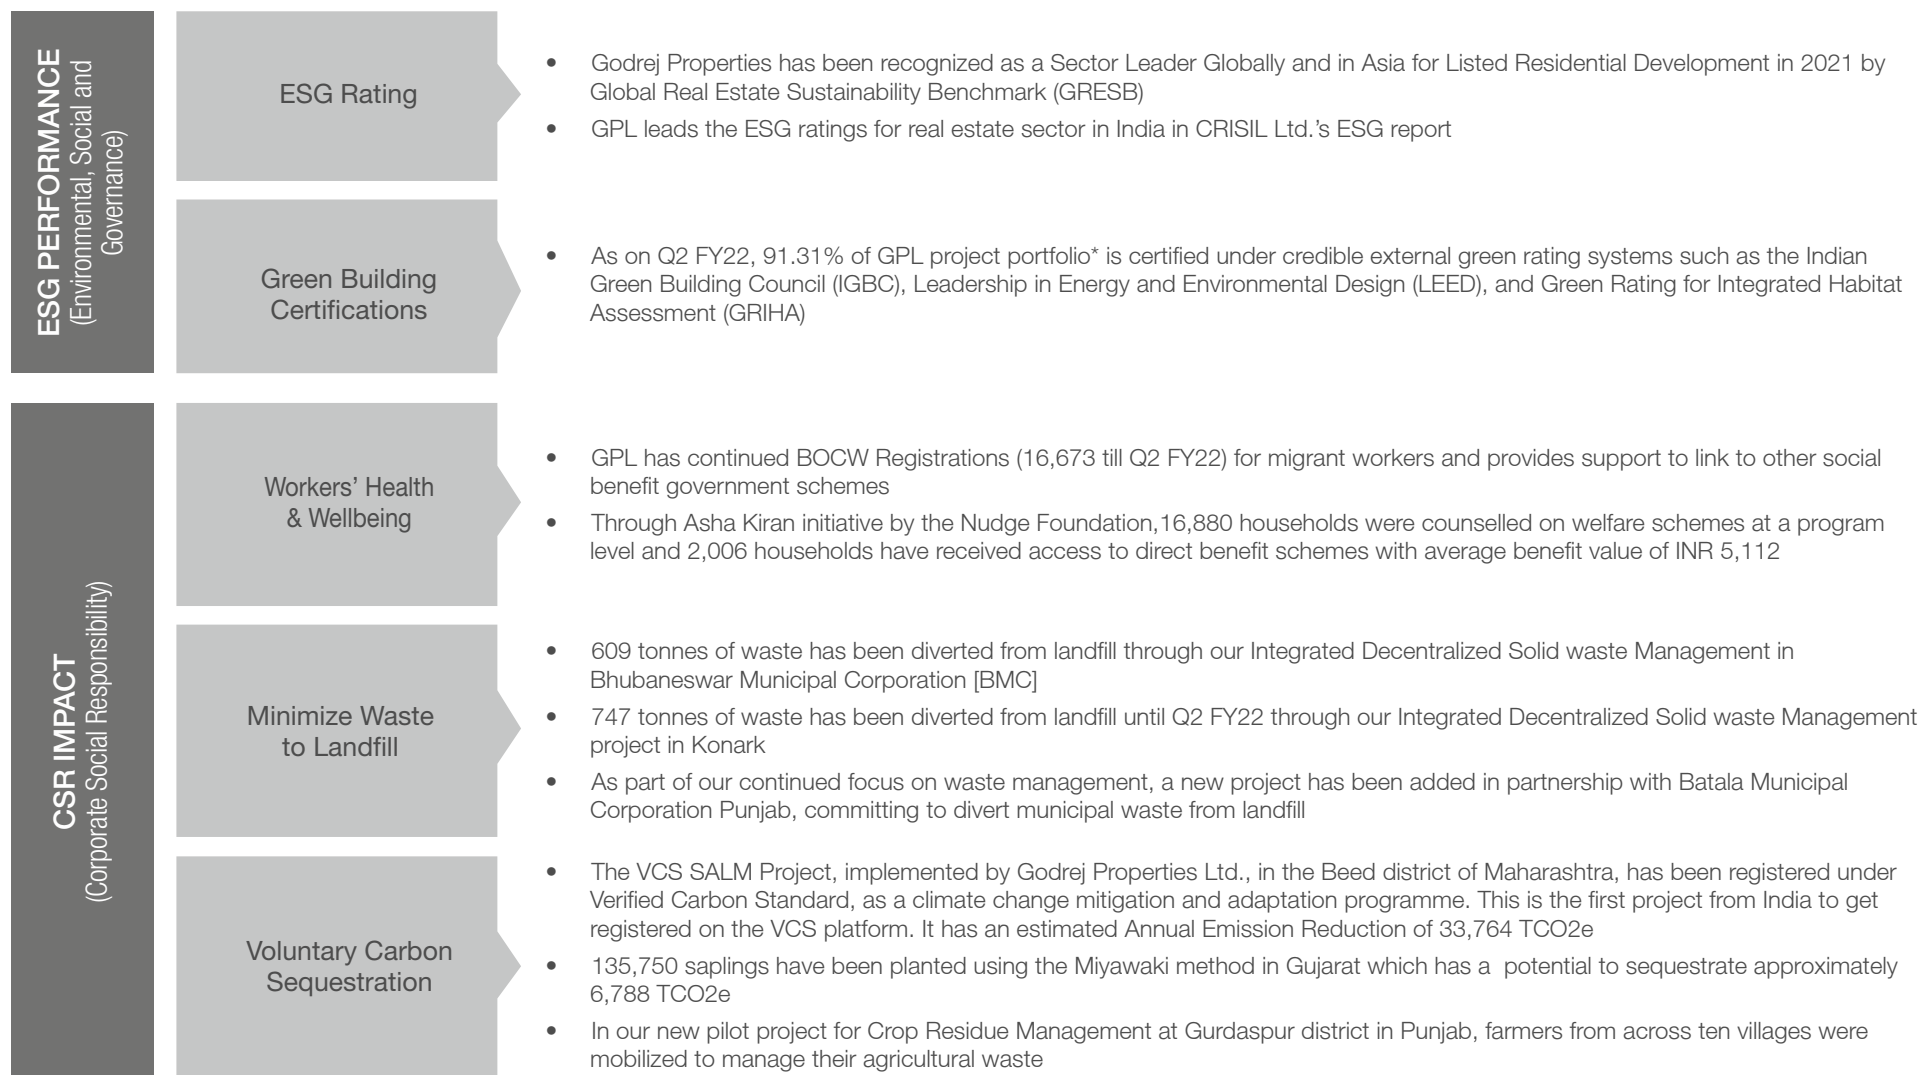 ESG PERFORMANCE
(Environmental, Social and
Governance)
ESG Rating
• Godrej Properties has been recognized as a Sector Leader Globally and in Asia for Listed Residential Development in 2021 by
Global Real Estate Sustainability Benchmark (GRESB)
• GPL leads the ESG ratings for real estate sector in India in CRISIL Ltd.’s ESG report
Green Building
Certifications
• As on Q2 FY22, 91.31% of GPL project portfolio* is certified under credible external green rating systems such as the Indian
Green Building Council (IGBC), Leadership in Energy and Environmental Design (LEED), and Green Rating for Integrated Habitat
Assessment (GRIHA)
CSR IMPACT
(Corporate Social Responsibility)
Workers’ Health
& Wellbeing
• GPL has continued BOCW Registrations (16,673 till Q2 FY22) for migrant workers and provides support to link to other social
benefit government schemes
• Through Asha Kiran initiative by the Nudge Foundation,16,880 households were counselled on welfare schemes at a program
level and 2,006 households have received access to direct benefit schemes with average benefit value of INR 5,112
Minimize Waste
to Landfill
• 609 tonnes of waste has been diverted from landfill through our Integrated Decentralized Solid waste Management in
Bhubaneswar Municipal Corporation [BMC]
• 747 tonnes of waste has been diverted from landfill until Q2 FY22 through our Integrated Decentralized Solid waste Management
project in Konark
• As part of our continued focus on waste management, a new project has been added in partnership with Batala Municipal
Corporation Punjab, committing to divert municipal waste from landfill
Voluntary Carbon
Sequestration
• The VCS SALM Project, implemented by Godrej Properties Ltd., in the Beed district of Maharashtra, has been registered under
Verified Carbon Standard, as a climate change mitigation and adaptation programme. This is the first project from India to get
registered on the VCS platform. It has an estimated Annual Emission Reduction of 33,764 TCO2e
• 135,750 saplings have been planted using the Miyawaki method in Gujarat which has a potential to sequestrate approximately
6,788 TCO2e
• In our new pilot project for Crop Residue Management at Gurdaspur district in Punjab, farmers from across ten villages were
mobilized to manage their agricultural waste